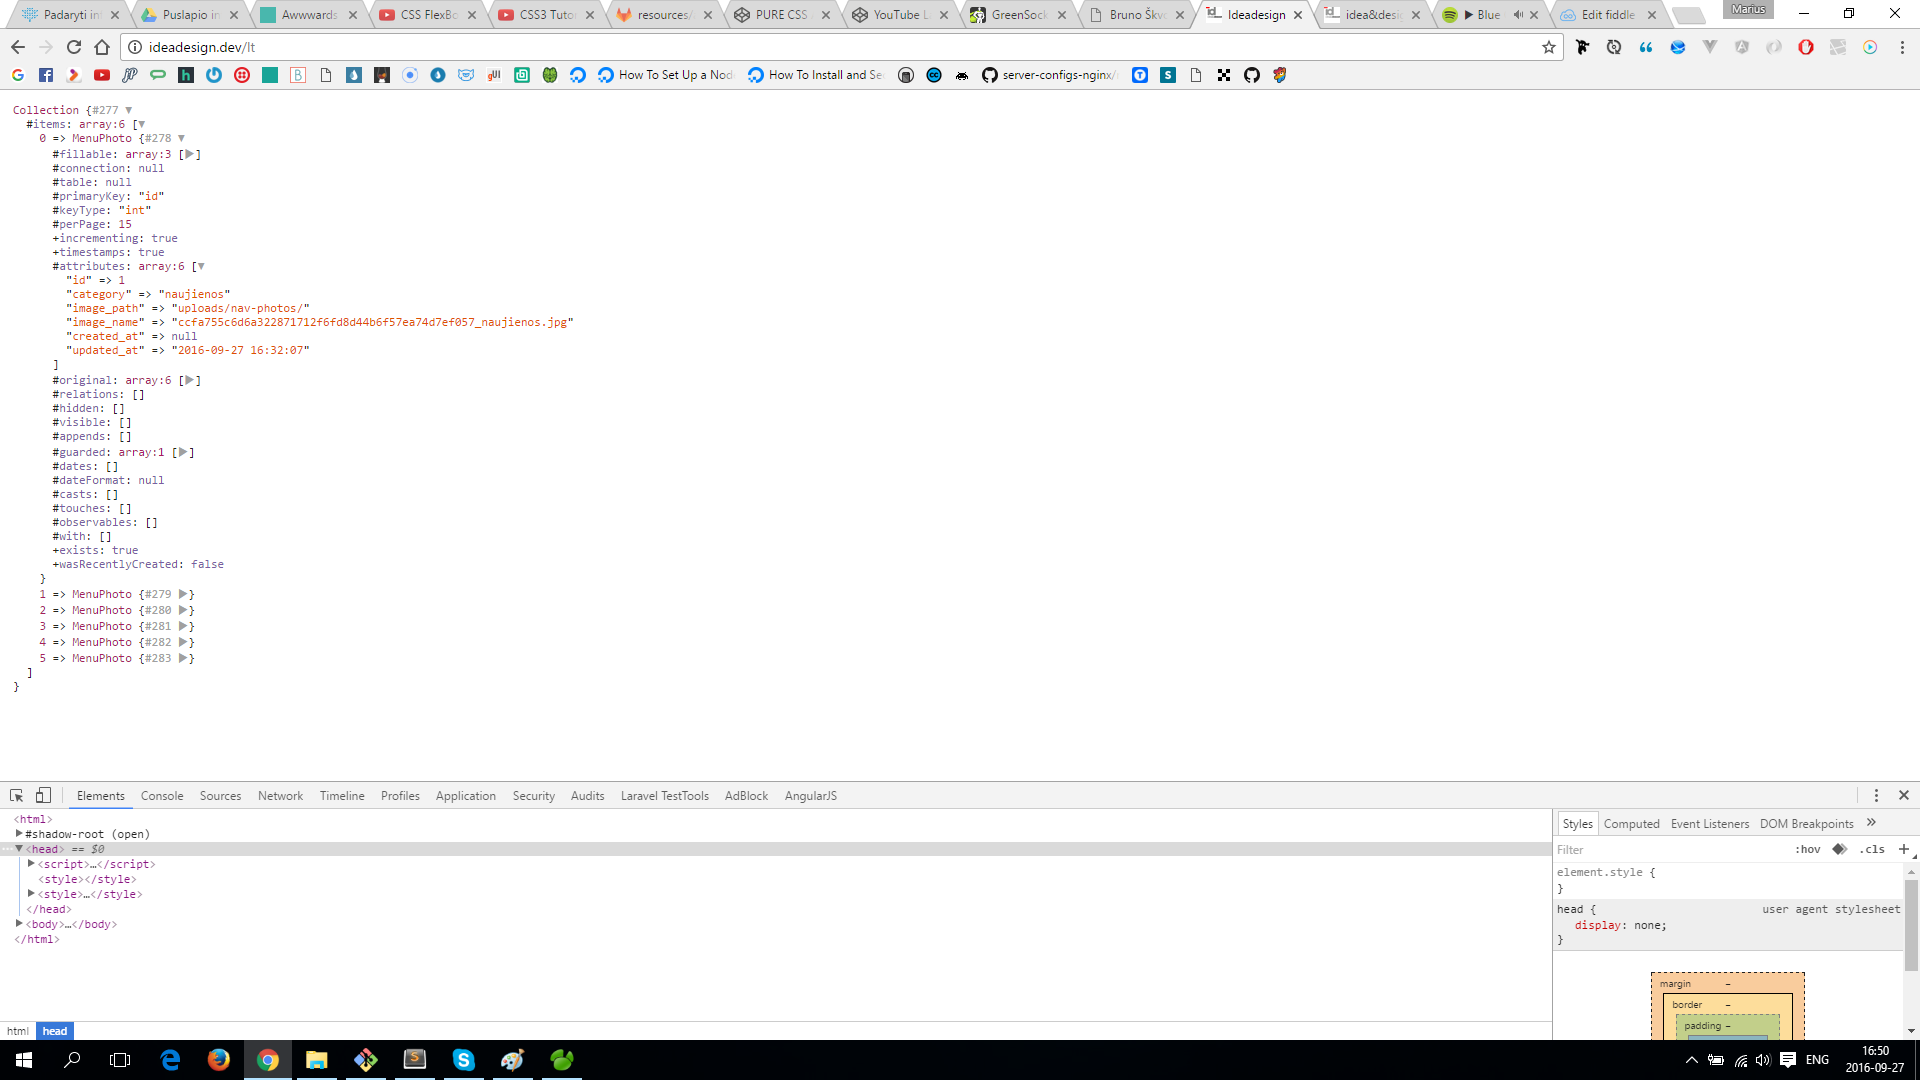 Padaryti in
Puslapio in
Awwwards
CSS FlexBo
CSS3 Tutor
resources/
PURE CSS
YouTube L
GreenSock
Bruno Škvo
Ideadesign
idea&desig
Blue
Edit fiddle
Marius
ideadesign.dev/lt
How To Set Up a Nod
How To Install and Se
server-configs-nginx/
Collection {#277 ▼
#items: array:6 [▼
0 => MenuPhoto {#278 ▼
#fillable: array:3 [▶]
#connection: null
#table: null
#primaryKey: "id"
#keyType: "int"
#perPage: 15
+incrementing: true
+timestamps: true
#attributes: array:6 [▼
"id" => 1
"category" => "naujienos"
"image_path" => "uploads/nav-photos/"
"image_name" => "ccfa755c6d6a322871712f6fd8d44b6f57ea74d7ef057_naujienos.jpg"
"created_at" => null
"updated_at" => "2016-09-27 16:32:07"
]
#original: array:6 [▶]
#relations: []
#hidden: []
#visible: []
#appends: []
#guarded: array:1 [▶]
#dates: []
#dateFormat: null
#casts: []
#touches: []
#observables: []
#with: []
+exists: true
+wasRecentlyCreated: false
}
1 => MenuPhoto {#279 ▶}
2 => MenuPhoto {#280 ▶}
3 => MenuPhoto {#281 ▶}
4 => MenuPhoto {#282 ▶}
5 => MenuPhoto {#283 ▶}
]
}
Elements Console Sources Network Timeline Profiles Application Security Audits Laravel TestTools AdBlock AngularJS
<html>
▶#shadow-root (open)
▼<head> == $0
▶<script>…</script>
<style></style>
▶<style>…</style>
</head>
▶<body>…</body>
</html>
html head
Styles Computed Event Listeners DOM Breakpoints »
Filter :hov .cls +
element.style {
}
head { user agent stylesheet
display: none;
}
margin –
border –
padding –
ENG
16:50
2016-09-27